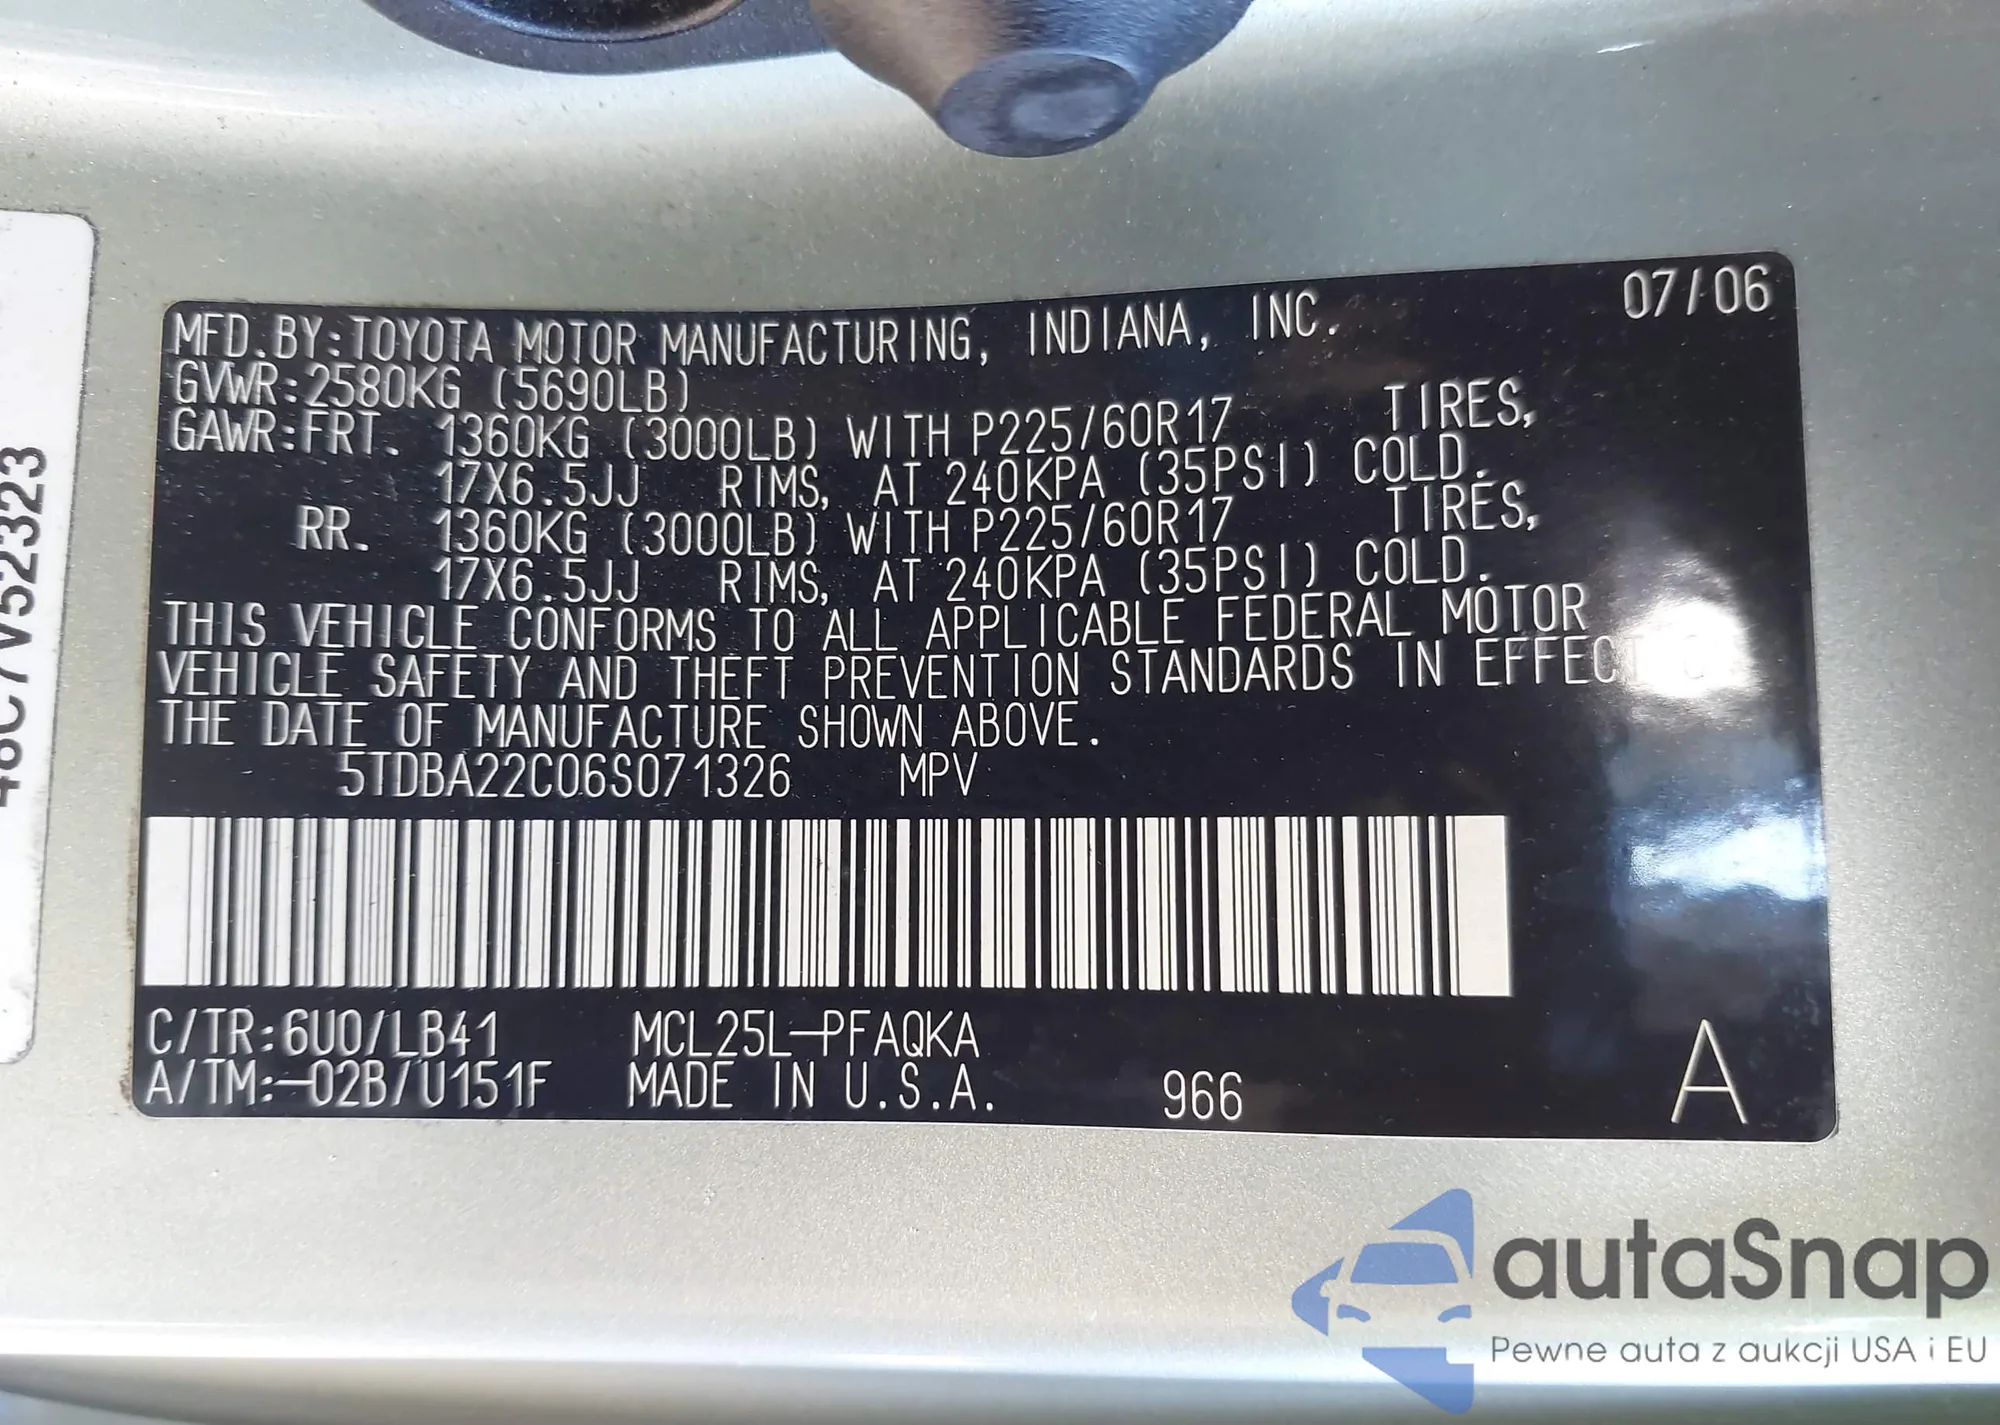 07/06
MFD.BY:TOYOTA MOTOR MANUFACTURING, INDIANA, INC.
GVWR:2580KG (5690LB)
GAWR:FRT. 1360KG (3000LB) WITH P225/60R17 TIRES,
17X6.5JJ RIMS, AT 240KPA (35PSI) COLD.
RR. 1360KG (3000LB) WITH P225/60R17 TIRES,
17X6.5JJ RIMS, AT 240KPA (35PSI) COLD.
THIS VEHICLE CONFORMS TO ALL APPLICABLE FEDERAL MOTOR
VEHICLE SAFETY AND THEFT PREVENTION STANDARDS IN EFFECT ON
THE DATE OF MANUFACTURE SHOWN ABOVE.
5TDBA22C06S071326 MPV
C/TR:6U0/LB41 MCL25L-PFAQKA
A/TM:-02B/U151F MADE IN U.S.A. 966 A
autaSnap
Pewne auta z aukcji USA i EU